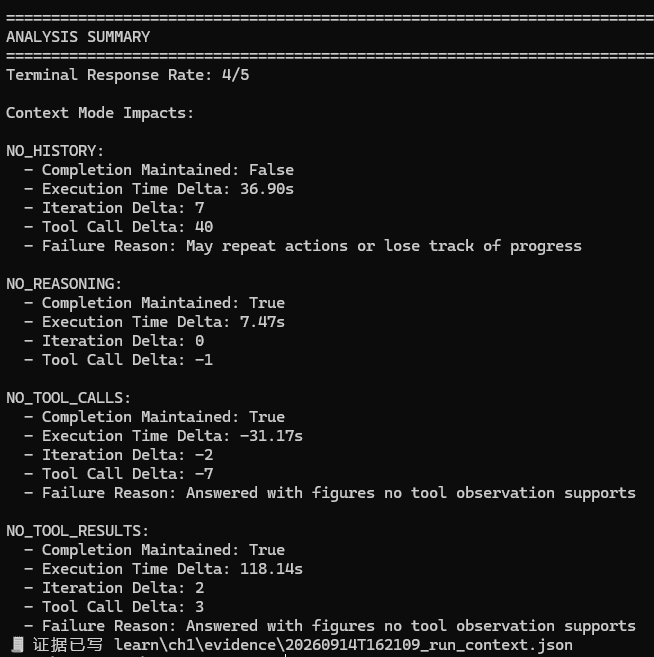 ================================================================================
ANALYSIS SUMMARY
================================================================================
Terminal Response Rate: 4/5
Context Mode Impacts:
NO_HISTORY:
- Completion Maintained: False
- Execution Time Delta: 36.90s
- Iteration Delta: 7
- Tool Call Delta: 40
- Failure Reason: May repeat actions or lose track of progress
NO_REASONING:
- Completion Maintained: True
- Execution Time Delta: 7.47s
- Iteration Delta: 0
- Tool Call Delta: -1
NO_TOOL_CALLS:
- Completion Maintained: True
- Execution Time Delta: -31.17s
- Iteration Delta: -2
- Tool Call Delta: -7
- Failure Reason: Answered with figures no tool observation supports
NO_TOOL_RESULTS:
- Completion Maintained: True
- Execution Time Delta: 118.14s
- Iteration Delta: 2
- Tool Call Delta: 3
- Failure Reason: Answered with figures no tool observation supports
🧾 证据已写 learn\ch1\evidence\20260914T162109_run_context.json